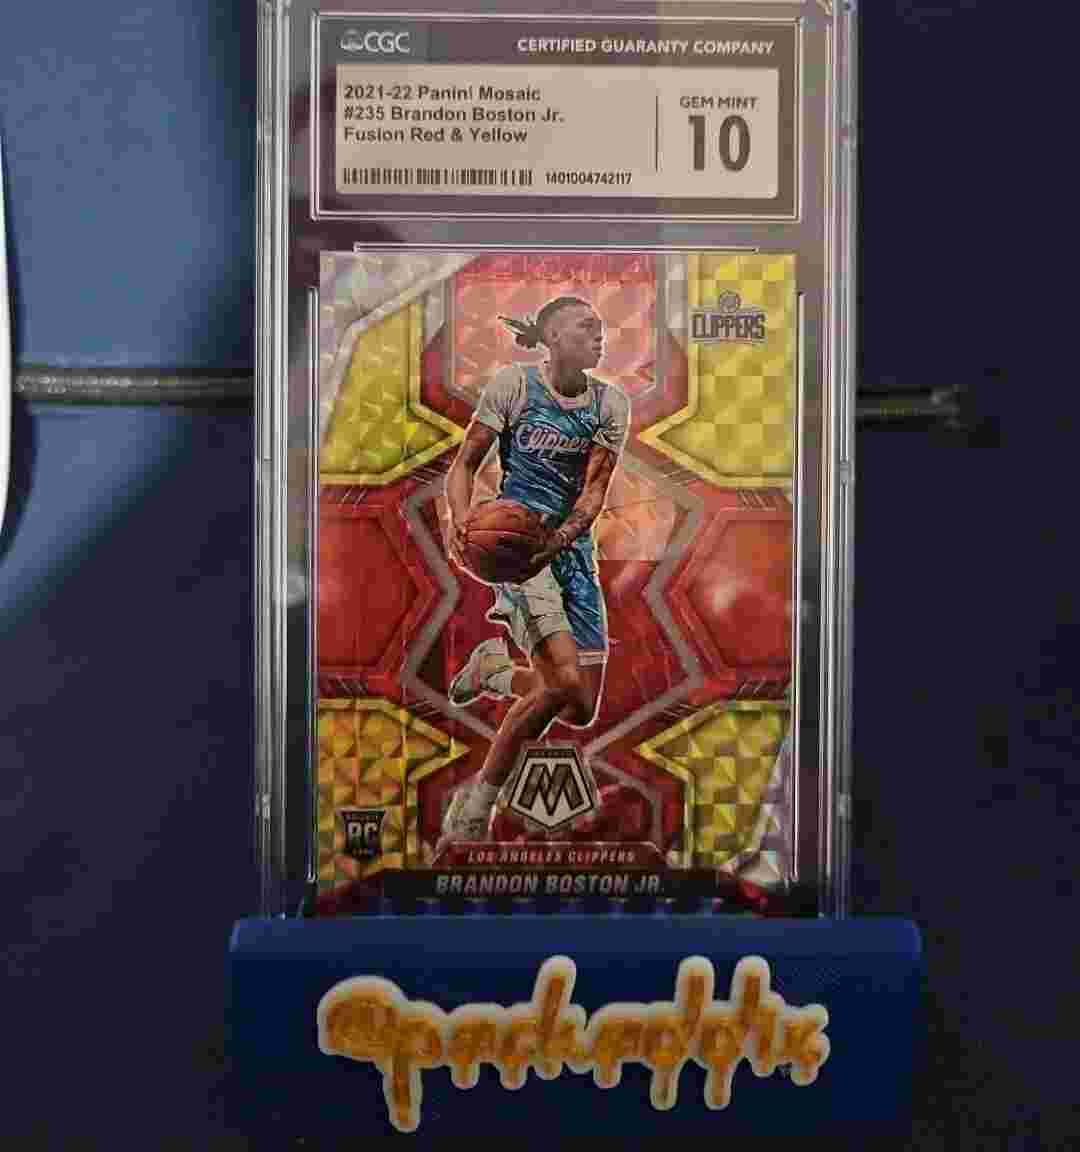 CGC CERTIFIED GUARANTY COMPANY
2021-22 Panini Mosaic
#235 Brandon Boston Jr.
Fusion Red & Yellow
GEM MINT
10
1401004742117
CLIPPERS
Clippers
M
RC
LOS ANGELES CLIPPERS
BRANDON BOSTON JR.